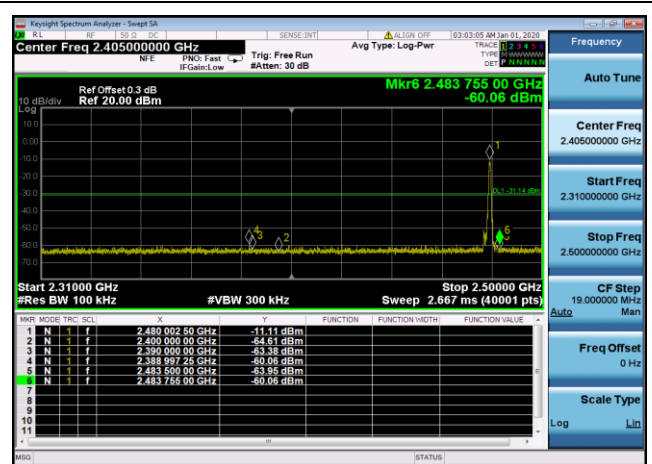 Keysight Spectrum Analyzer - Swept SA
RL RF 50 Ω DC SENSE:INT ALIGN OFF 03:03:05 AM Jan 01, 2020
Center Freq 2.405000000 GHz
NFE PNO: Fast Trig: Free Run
IFGain:Low #Atten: 30 dB
Avg Type: Log-Pwr
TRACE 1 2 3 4 5 6
TYPE M WWWWW
DET P NNNNN
Ref Offset 0.3 dB
10 dB/div Ref 20.00 dBm
Log
Mkr6 2.483 755 00 GHz
-60.06 dBm
10.0
0.00
-10.0
-20.0
-30.0
-40.0
-50.0
-60.0
-70.0
1
DL1 -31.14 dBm
4
3
2
6
Start 2.31000 GHz Stop 2.50000 GHz
#Res BW 100 kHz #VBW 300 kHz Sweep 2.667 ms (40001 pts)
MKR MODE TRC SCL X Y FUNCTION FUNCTION WIDTH FUNCTION VALUE
1 N 1 f 2.480 002 50 GHz -11.11 dBm
2 N 1 f 2.400 000 00 GHz -64.61 dBm
3 N 1 f 2.390 000 00 GHz -63.38 dBm
4 N 1 f 2.388 997 25 GHz -60.06 dBm
5 N 1 f 2.483 500 00 GHz -63.95 dBm
6 N 1 f 2.483 755 00 GHz -60.06 dBm
7
8
9
10
11
MSG STATUS
Frequency
Auto Tune
Center Freq
2.405000000 GHz
Start Freq
2.310000000 GHz
Stop Freq
2.500000000 GHz
CF Step
19.000000 MHz
Auto Man
Freq Offset
0 Hz
Scale Type
Log Lin